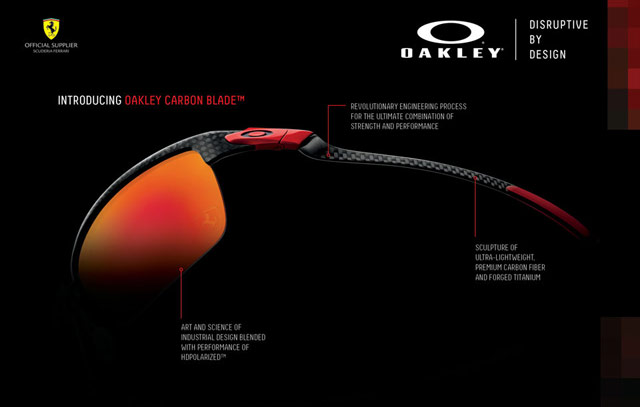 OFFICIAL SUPPLIER
SCUDERIA FERRARI
OAKLEY
DISRUPTIVE
BY
DESIGN
INTRODUCING OAKLEY CARBON BLADE™
REVOLUTIONARY ENGINEERING PROCESS
FOR THE ULTIMATE COMBINATION OF
STRENGTH AND PERFORMANCE
SCULPTURE OF
ULTRA-LIGHTWEIGHT,
PREMIUM CARBON FIBER
AND FORGED TITANIUM
ART AND SCIENCE OF
INDUSTRIAL DESIGN BLENDED
WITH PERFORMANCE OF
HDPOLARIZED™